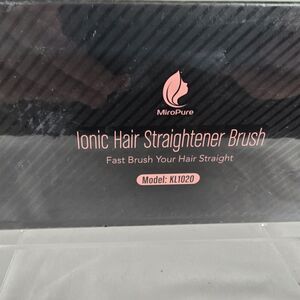 MiroPure
Ionic Hair Straightener Brush
Fast Brush Your Hair Straight
Model: KL1020